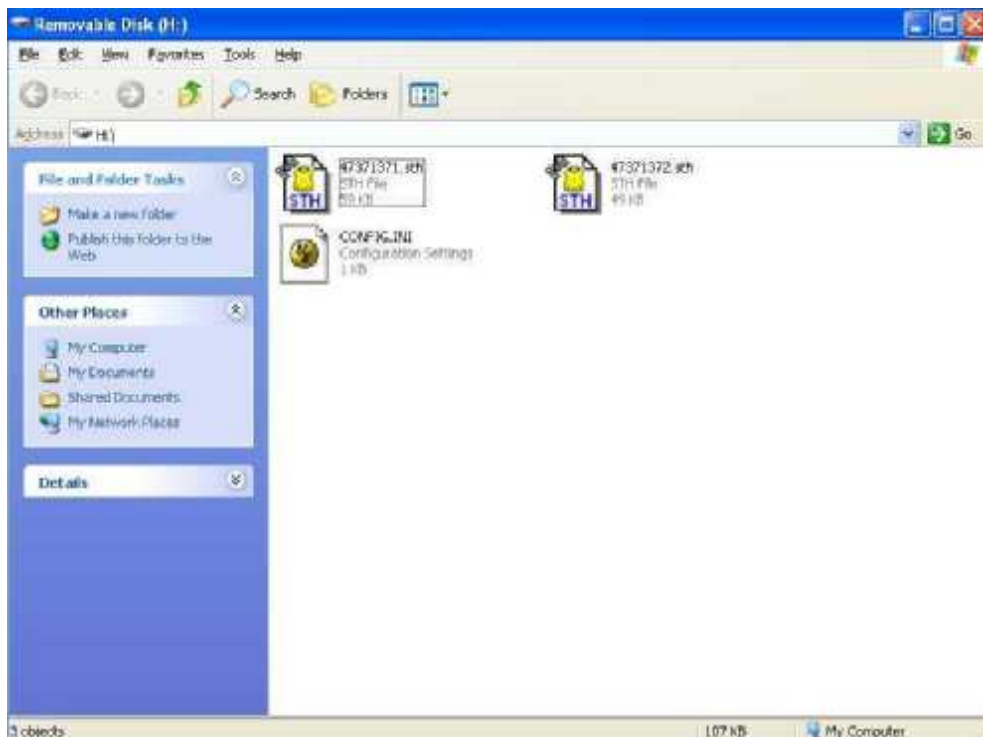 Removable Disk (H:)
File Edit View Favorites Tools Help
Back Search Folders
Address H:\ Go
File and Folder Tasks
Make a new folder
Publish this folder to the
Web
Other Places
My Computer
My Documents
Shared Documents
My Network Places
Details
47371371.sth
STH File
59 KB
STH
47371372.sth
STH File
49 KB
STH
CONFIG.INI
Configuration Settings
1 KB
3 objects 107 KB My Computer